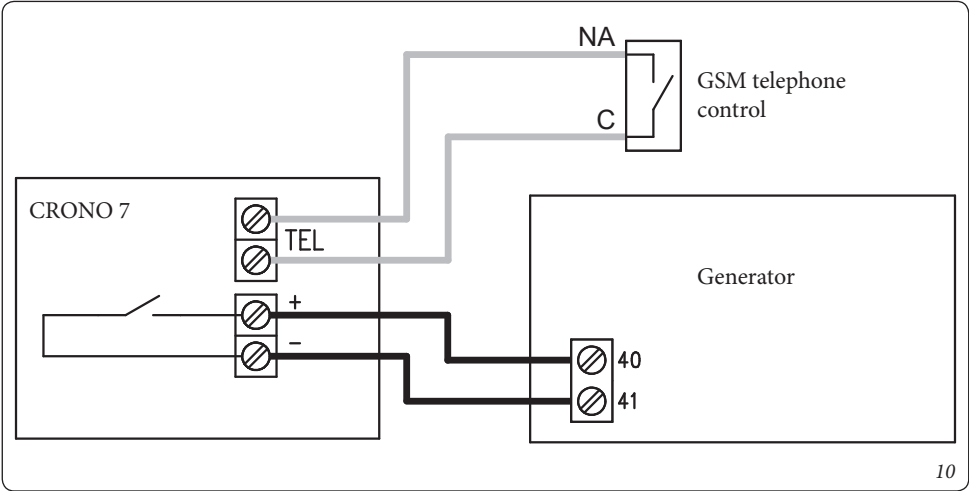 NA
GSM telephone
control
C
CRONO 7
TEL
+
−
Generator
40
41
10